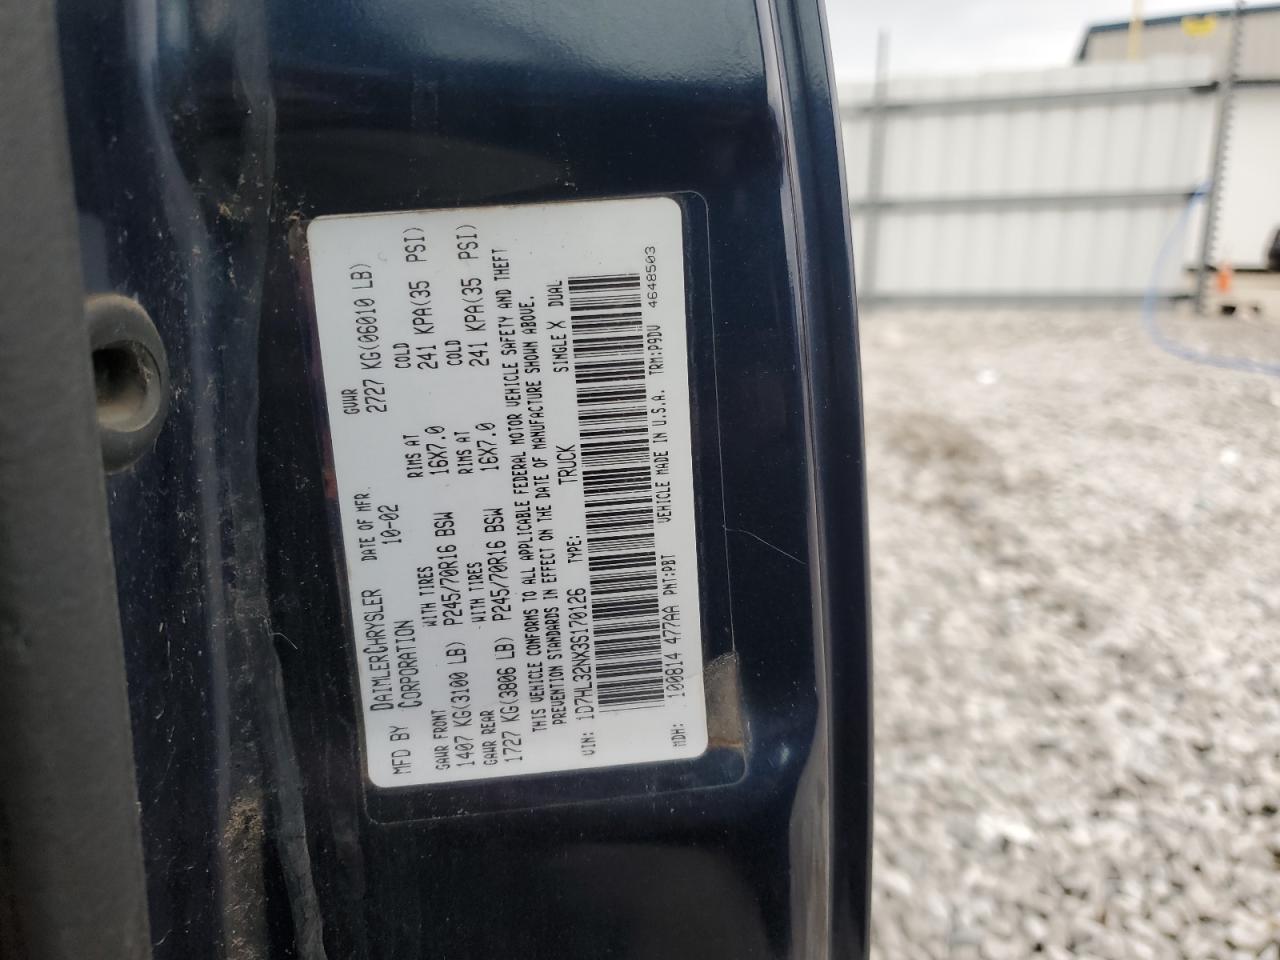 MFD BY DAIMLERCHRYSLER CORPORATION
DATE OF MFR. 10-02
GVWR 2727 KG(06010 LB)
GAWR FRONT WITH TIRES RIMS AT COLD
1407 KG(3100 LB) P245/70R16 BSW 16X7.0 241 KPA(35 PSI)
GAWR REAR WITH TIRES RIMS AT COLD
1727 KG(3806 LB) P245/70R16 BSW 16X7.0 241 KPA(35 PSI)
THIS VEHICLE CONFORMS TO ALL APPLICABLE FEDERAL MOTOR VEHICLE SAFETY AND THEFT
PREVENTION STANDARDS IN EFFECT ON THE DATE OF MANUFACTURE SHOWN ABOVE.
VIN: 1D7HL32NX3S170126 TYPE: TRUCK SINGLE X DUAL
MDH: 100814 477AA PNT:PBT VEHICLE MADE IN U.S.A. TRM:P9DV 4648503